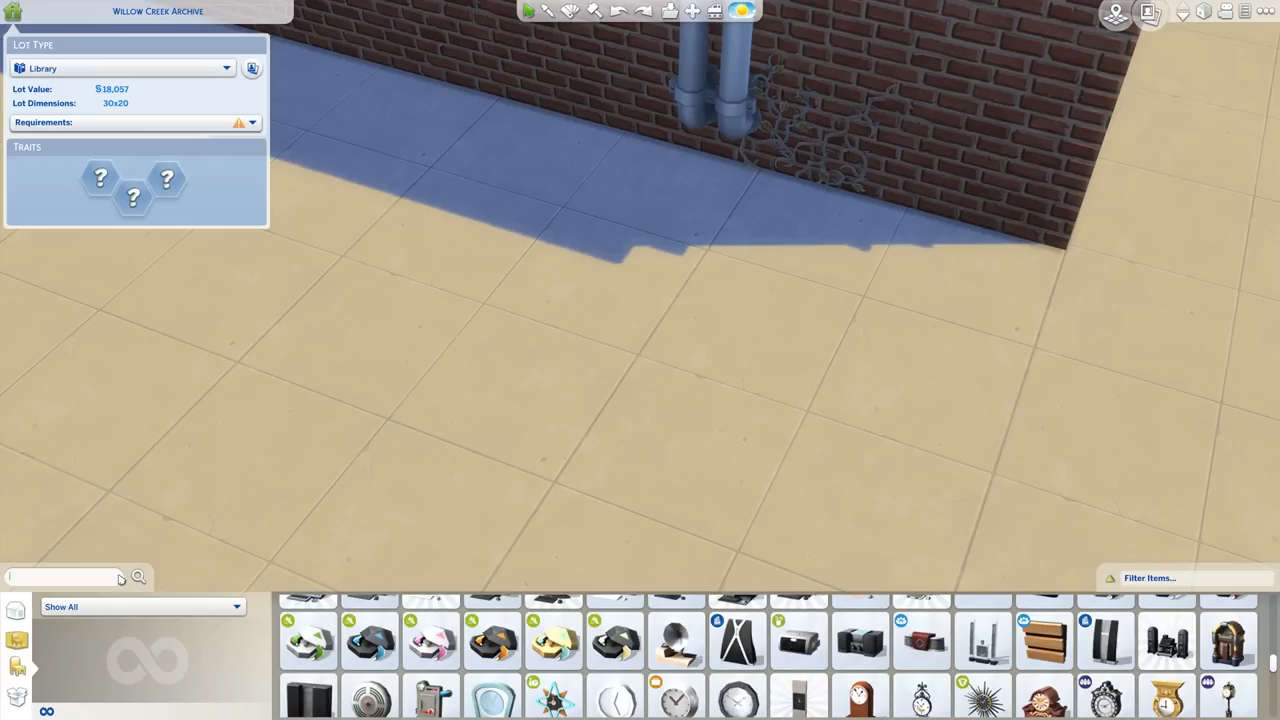 WILLOW CREEK ARCHIVE
LOT TYPE
Library
Lot Value: §18,057
Lot Dimensions: 30x20
Requirements:
TRAITS
? ? ?
Filter Items...
Show All